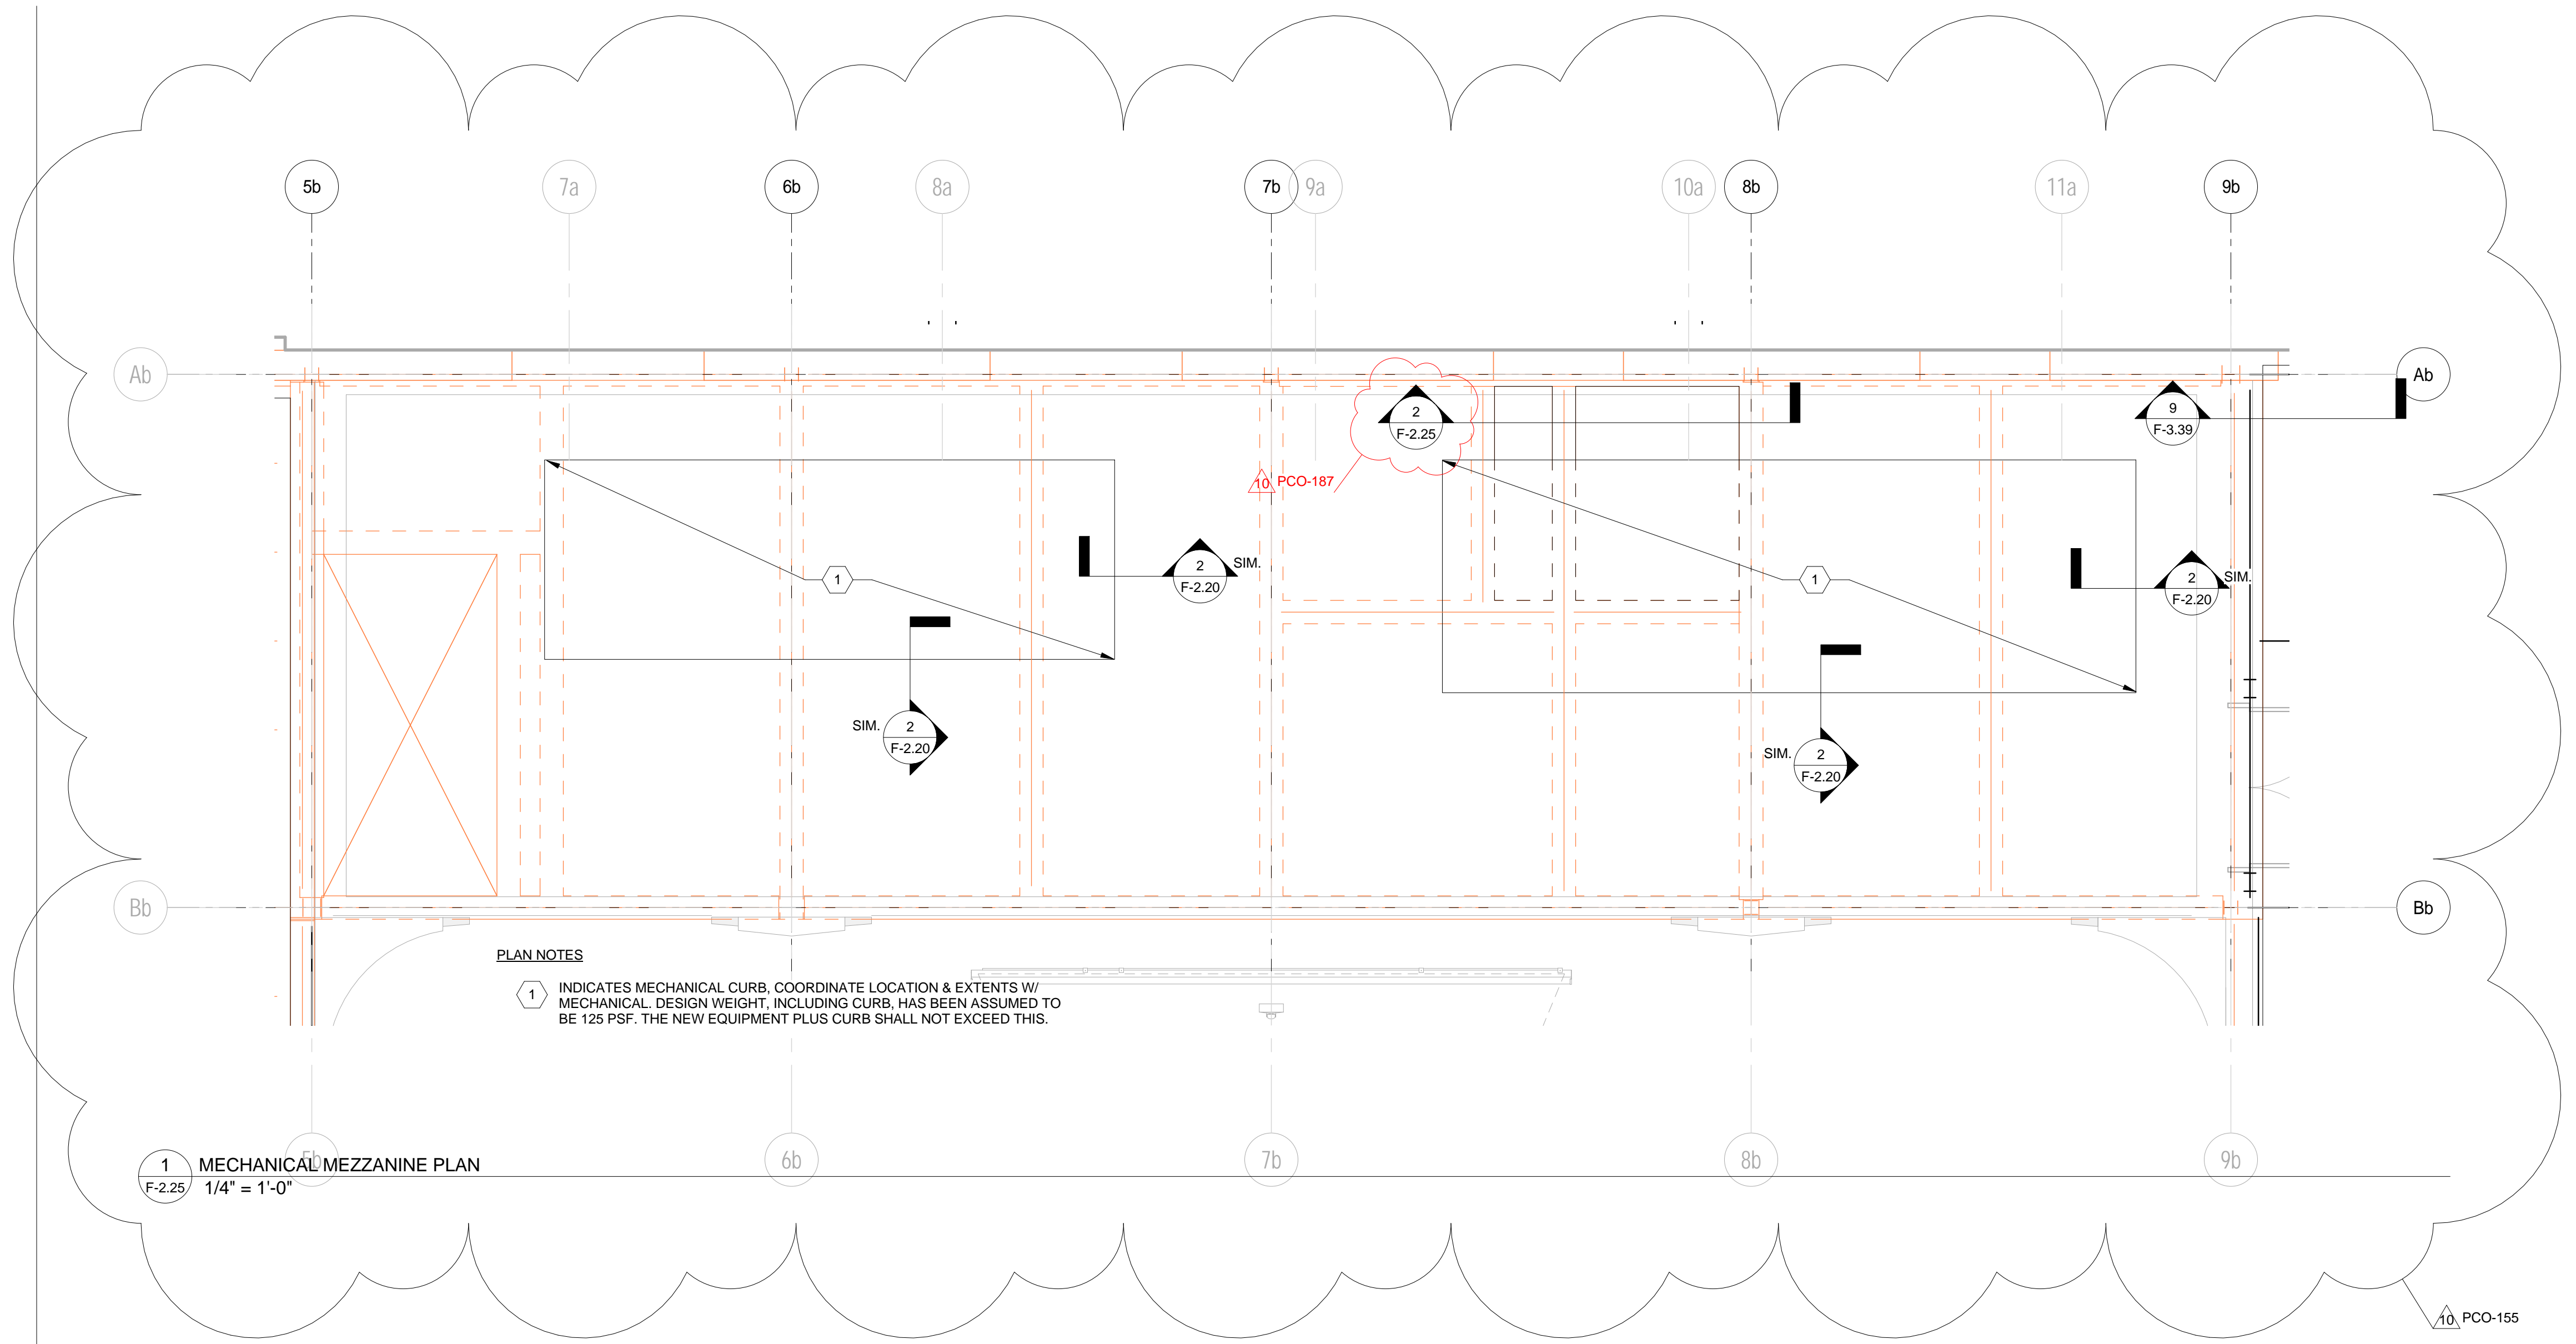 5b
7a
6b
8a
7b
9a
10a
8b
11a
9b
Ab
Ab
2
F-2.25
9
F-3.39
10 PCO-187
1
2
F-2.20
SIM.
1
2
F-2.20
SIM.
SIM.
2
F-2.20
SIM.
2
F-2.20
Bb
Bb
PLAN NOTES
1
INDICATES MECHANICAL CURB, COORDINATE LOCATION & EXTENTS W/
MECHANICAL. DESIGN WEIGHT, INCLUDING CURB, HAS BEEN ASSUMED TO
BE 125 PSF. THE NEW EQUIPMENT PLUS CURB SHALL NOT EXCEED THIS.
5b
6b
7b
8b
9b
1
F-2.25
MECHANICAL MEZZANINE PLAN
1/4" = 1'-0"
10 PCO-155